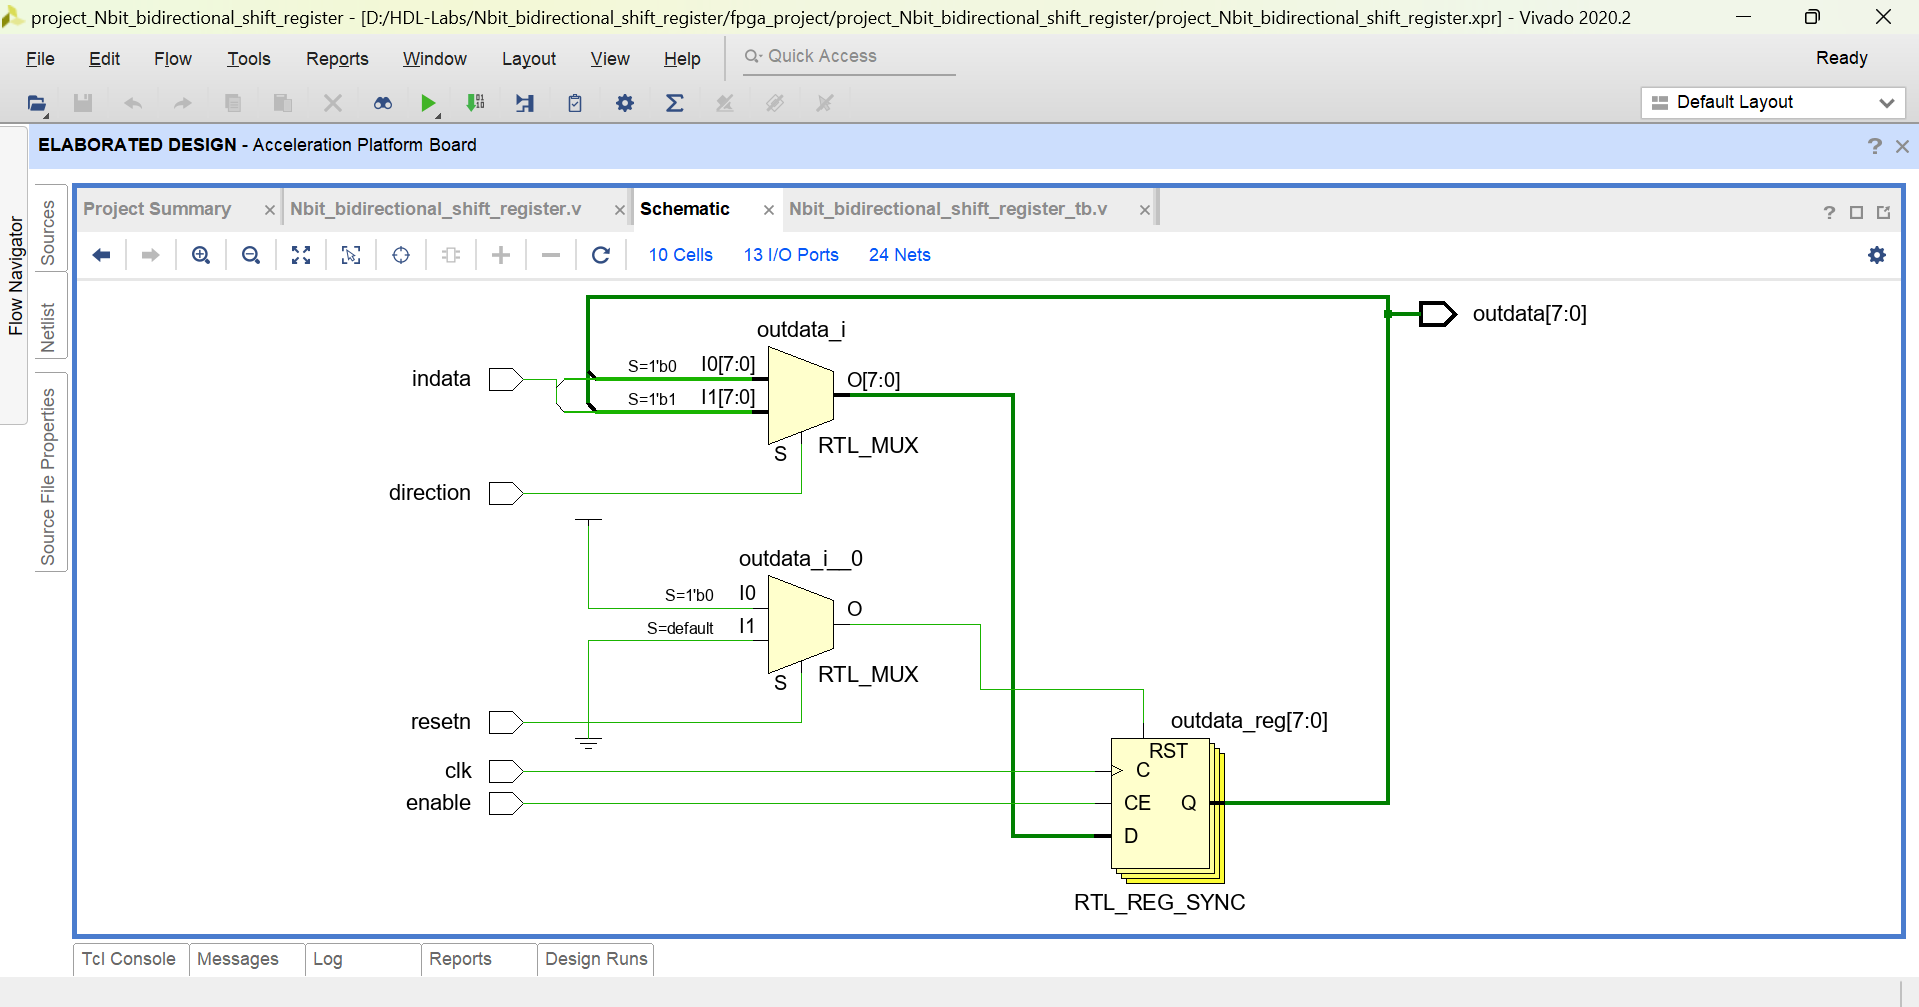 project_Nbit_bidirectional_shift_register - [D:/HDL-Labs/Nbit_bidirectional_shift_register/fpga_project/project_Nbit_bidirectional_shift_register/project_Nbit_bidirectional_shift_register.xpr] - Vivado 2020.2
File Edit Flow Tools Reports Window Layout View Help Quick Access Ready
Default Layout
ELABORATED DESIGN - Acceleration Platform Board
Flow Navigator
Sources
Netlist
Source File Properties
Project Summary Nbit_bidirectional_shift_register.v Schematic Nbit_bidirectional_shift_register_tb.v
10 Cells 13 I/O Ports 24 Nets
outdata[7:0]
outdata_i
S=1'b0 I0[7:0]
indata O[7:0]
S=1'b1 I1[7:0]
S RTL_MUX
direction
outdata_i__0
S=1'b0 I0
O
S=default I1
S RTL_MUX
resetn outdata_reg[7:0]
RST
clk C
enable CE Q
D
RTL_REG_SYNC
Tcl Console Messages Log Reports Design Runs